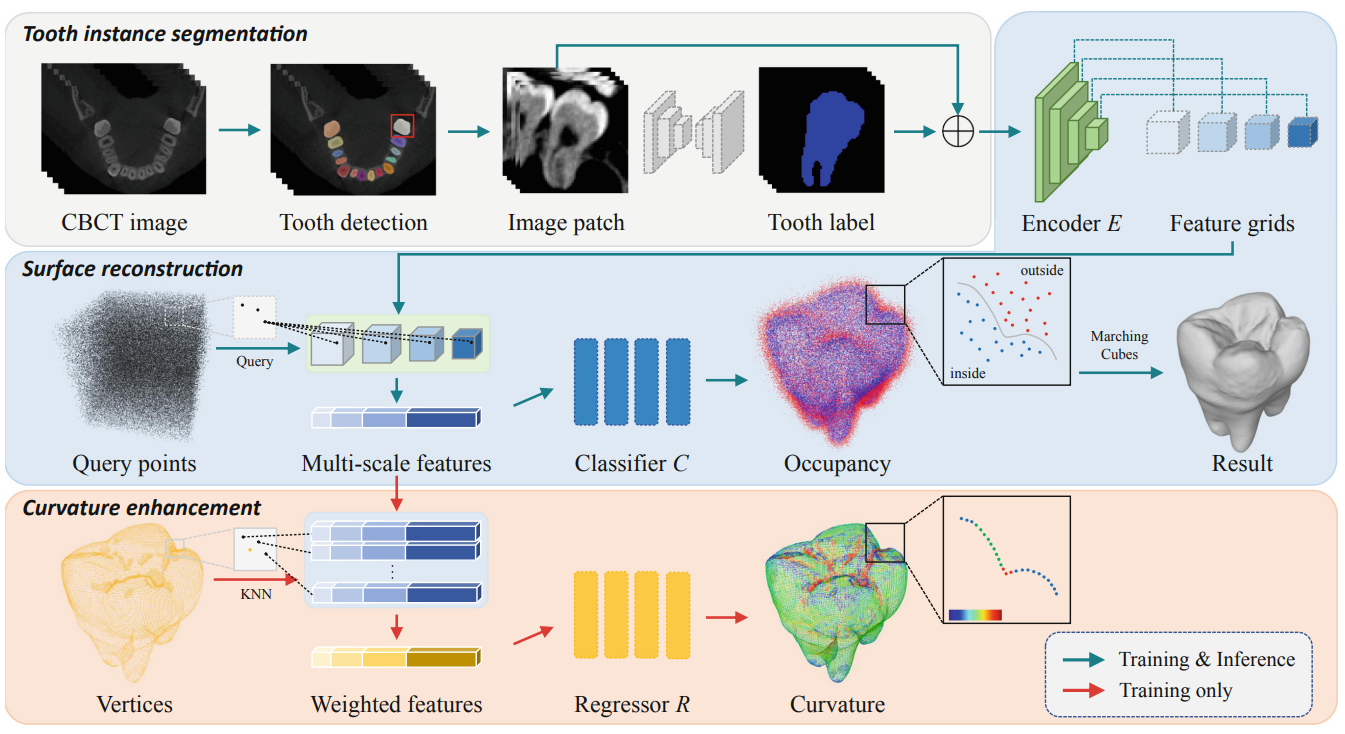 Tooth instance segmentation
CBCT image
Tooth detection
Image patch
Tooth label
Encoder E
Feature grids
Surface reconstruction
Query
outside
inside
Marching
Cubes
Query points
Multi-scale features
Classifier C
Occupancy
Result
Curvature enhancement
KNN
Vertices
Weighted features
Regressor R
Curvature
Training & Inference
Training only